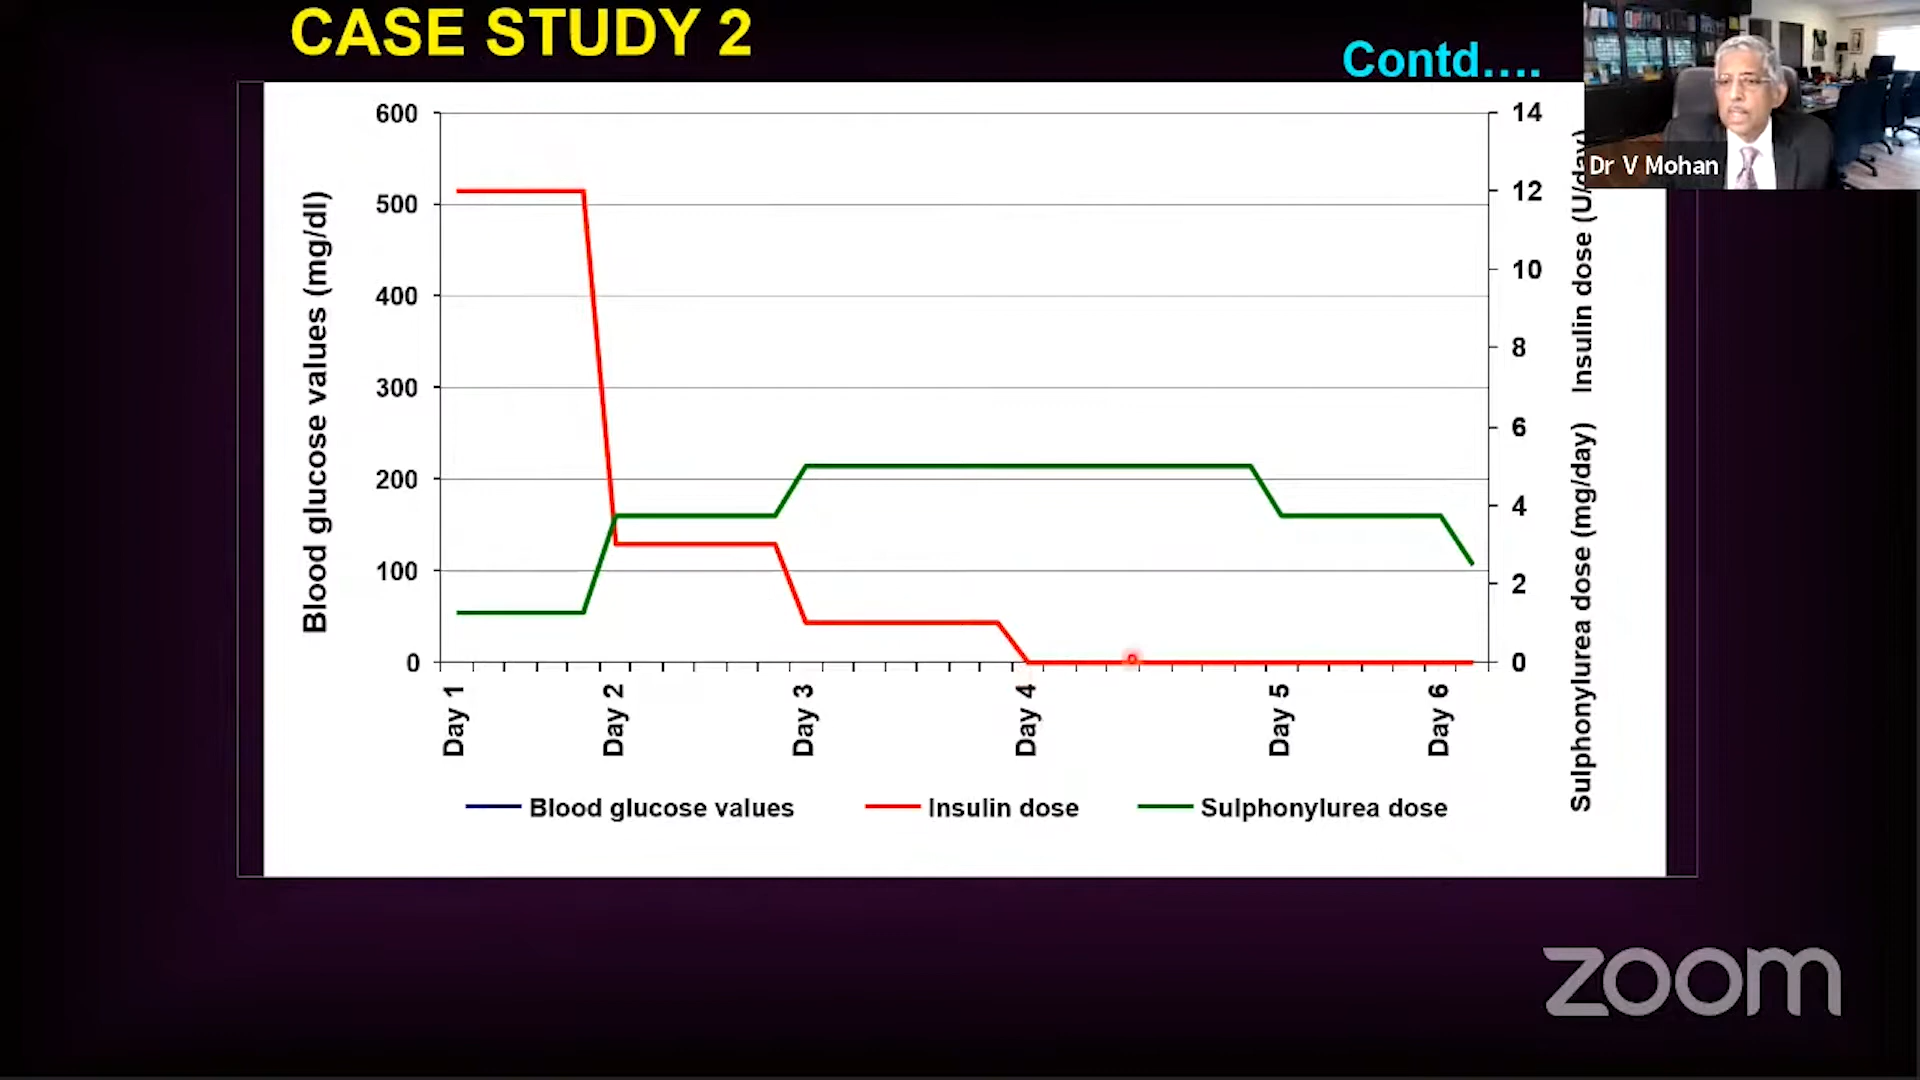 CASE STUDY 2
Contd....
Dr V Mohan
600
500
400
300
200
100
0
Blood glucose values (mg/dl)
14
12
10
8
6
4
2
0
Sulphonylurea dose (mg/day) Insulin dose (U/day)
Day 1
Day 2
Day 3
Day 4
Day 5
Day 6
Blood glucose values
Insulin dose
Sulphonylurea dose
zoom